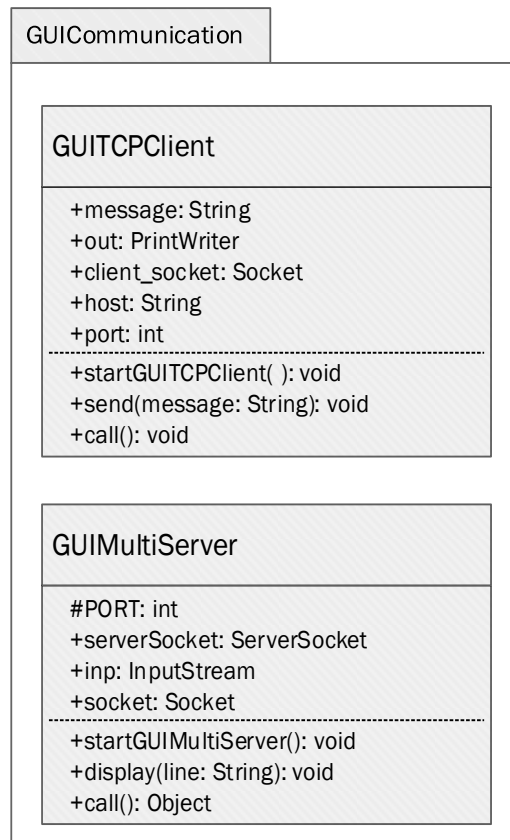 GUICommunication
GUITCPClient
+message: String
+out: PrintWriter
+client_socket: Socket
+host: String
+port: int
+startGUITCPClient( ): void
+send(message: String): void
+call(): void
GUIMultiServer
#PORT: int
+serverSocket: ServerSocket
+inp: InputStream
+socket: Socket
+startGUIMultiServer(): void
+display(line: String): void
+call(): Object